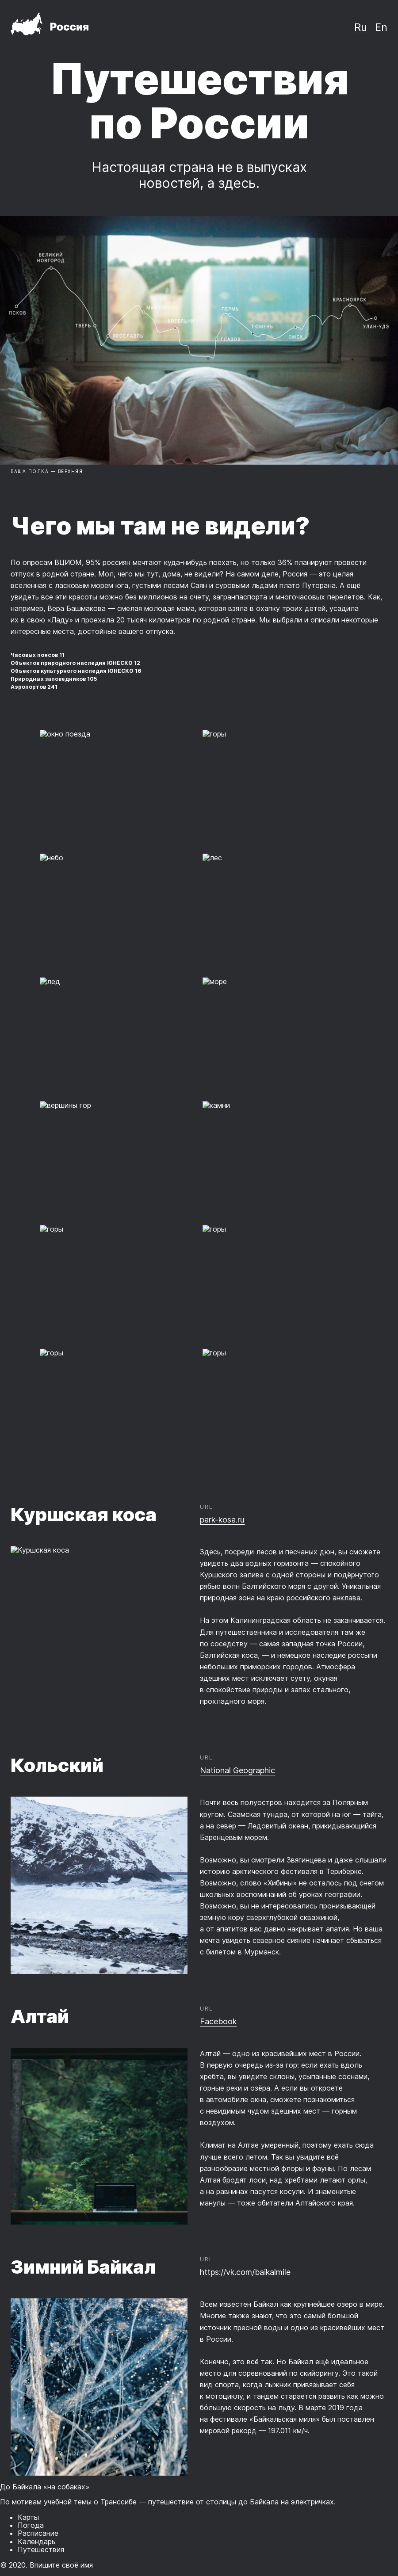 Россия
Ru En
Путешествия
по России
Настоящая страна не в выпусках
новостей, а здесь.
ВЕЛИКИЙ
НОВГОРОД
ПСКОВ
ТВЕРЬ
ЯРОСЛАВЛЬ
ПЕРМЬ
ГЛАЗОВ
ТЮМЕНЬ
ОМСК
КРАСНОЯРСК
УЛАН-УДЭ
ВАША ПОЛКА — ВЕРХНЯЯ
Чего мы там не видели?
По опросам ВЦИОМ, 95% россиян мечтают куда-нибудь поехать, но только 36% планируют провести
отпуск в родной стране. Мол, чего мы тут, дома, не видели? На самом деле, Россия — это целая
вселенная с ласковым морем юга, густыми лесами Саян и суровыми льдами плато Путорана. А ещё
увидеть все эти красоты можно без миллионов на счету, загранпаспорта и многочасовых перелетов. Как,
например, Вера Башмакова — смелая молодая мама, которая взяла в охапку троих детей, усадила
их в свою «Ладу» и проехала 20 тысяч километров по родной стране. Мы выбрали и описали некоторые
интересные места, достойные вашего отпуска.
Часовых поясов 11
Объектов природного наследия ЮНЕСКО 12
Объектов культурного наследия ЮНЕСКО 16
Природных заповедников 105
Аэропортов 241
окно поезда
горы
небо
лес
лед
море
вершины гор
камни
горы
горы
горы
горы
Куршская коса
URL
park-kosa.ru
Куршская коса
Здесь, посреди лесов и песчаных дюн, вы сможете
увидеть два водных горизонта — спокойного
Куршского залива с одной стороны и подёрнутого
рябью волн Балтийского моря с другой. Уникальная
природная зона на краю российского анклава.
На этом Калининградская область не заканчивается.
Для путешественника и исследователя там же
по соседству — самая западная точка России,
Балтийская коса, — и немецкое наследие россыпи
небольших приморских городов. Атмосфера
здешних мест исключает суету, окуная
в спокойствие природы и запах стального,
прохладного моря.
Кольский
URL
National Geographic
Почти весь полуостров находится за Полярным
кругом. Саамская тундра, от которой на юг — тайга,
а на север — Ледовитый океан, прикидывающийся
Баренцевым морем.
Возможно, вы смотрели Звягинцева и даже слышали
историю арктического фестиваля в Териберке.
Возможно, слово «Хибины» не осталось под снегом
школьных воспоминаний об уроках географии.
Возможно, вы не интересовались пронизывающей
земную кору сверхглубокой скважиной,
а от апатитов вас давно накрывает апатия. Но ваша
мечта увидеть северное сияние начинает сбываться
с билетом в Мурманск.
Алтай
URL
Facebook
Алтай — одно из красивейших мест в России.
В первую очередь из-за гор: если ехать вдоль
хребта, вы увидите склоны, усыпанные соснами,
горные реки и озёра. А если вы откроете
в автомобиле окна, сможете познакомиться
с невидимым чудом здешних мест — горным
воздухом.
Климат на Алтае умеренный, поэтому ехать сюда
лучше всего летом. Так вы увидите всё
разнообразие местной флоры и фауны. По лесам
Алтая бродят лоси, над хребтами летают орлы,
а на равнинах пасутся косули. И знаменитые
манулы — тоже обитатели Алтайского края.
Зимний Байкал
URL
https://vk.com/baikalmile
Всем известен Байкал как крупнейшее озеро в мире.
Многие также знают, что это самый большой
источник пресной воды и одно из красивейших мест
в России.
Конечно, это всё так. Но Байкал ещё идеальное
место для соревнований по скийорингу. Это такой
вид спорта, когда лыжник привязывает себя
к мотоциклу, и тандем старается развить как можно
бо́льшую скорость на льду. В марте 2019 года
на фестивале «Байкальская миля» был поставлен
мировой рекорд — 197.011 км/ч.
До Байкала «на собаках»
По мотивам учебной темы о Транссибе — путешествие от столицы до Байкала на электричках.
Карты
Погода
Расписание
Календарь
Путешествия
© 2020. Впишите своё имя